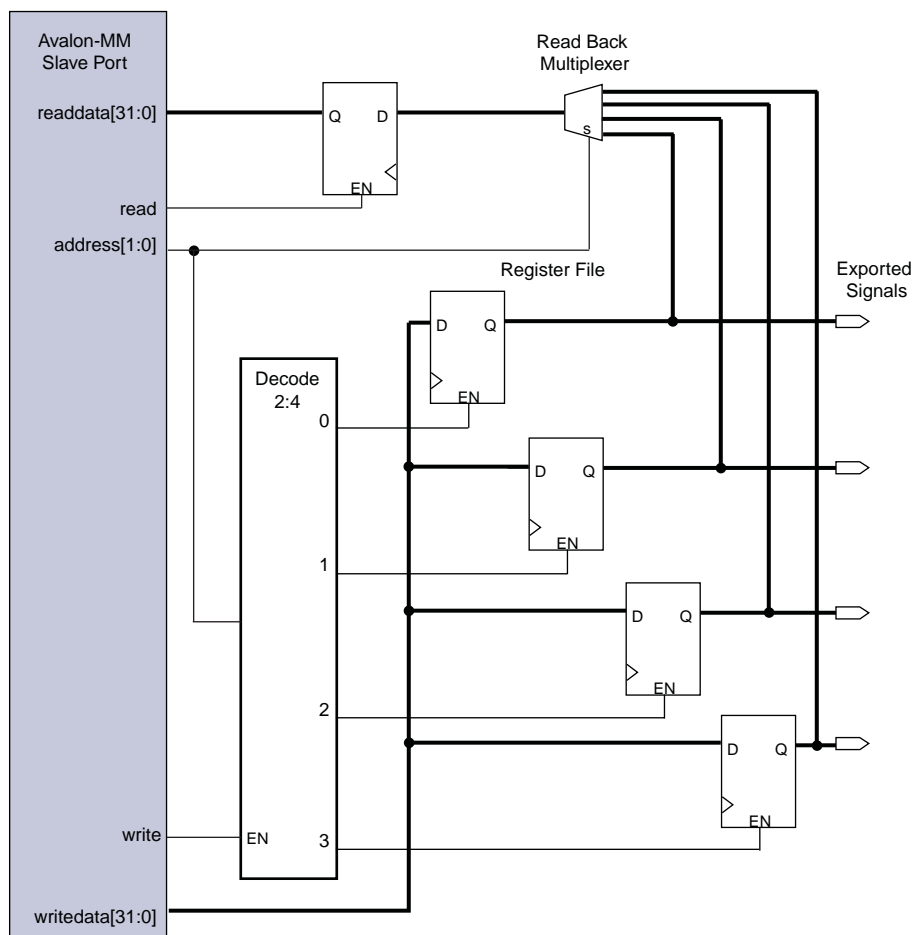 Avalon-MM
Slave Port
Read Back
Multiplexer
readdata[31:0]
Q D
s
EN
read
address[1:0]
Register File
Exported
Signals
D Q
EN
Decode
2:4
0
D Q
EN
1
D Q
EN
2
D Q
EN
write
EN
3
writedata[31:0]